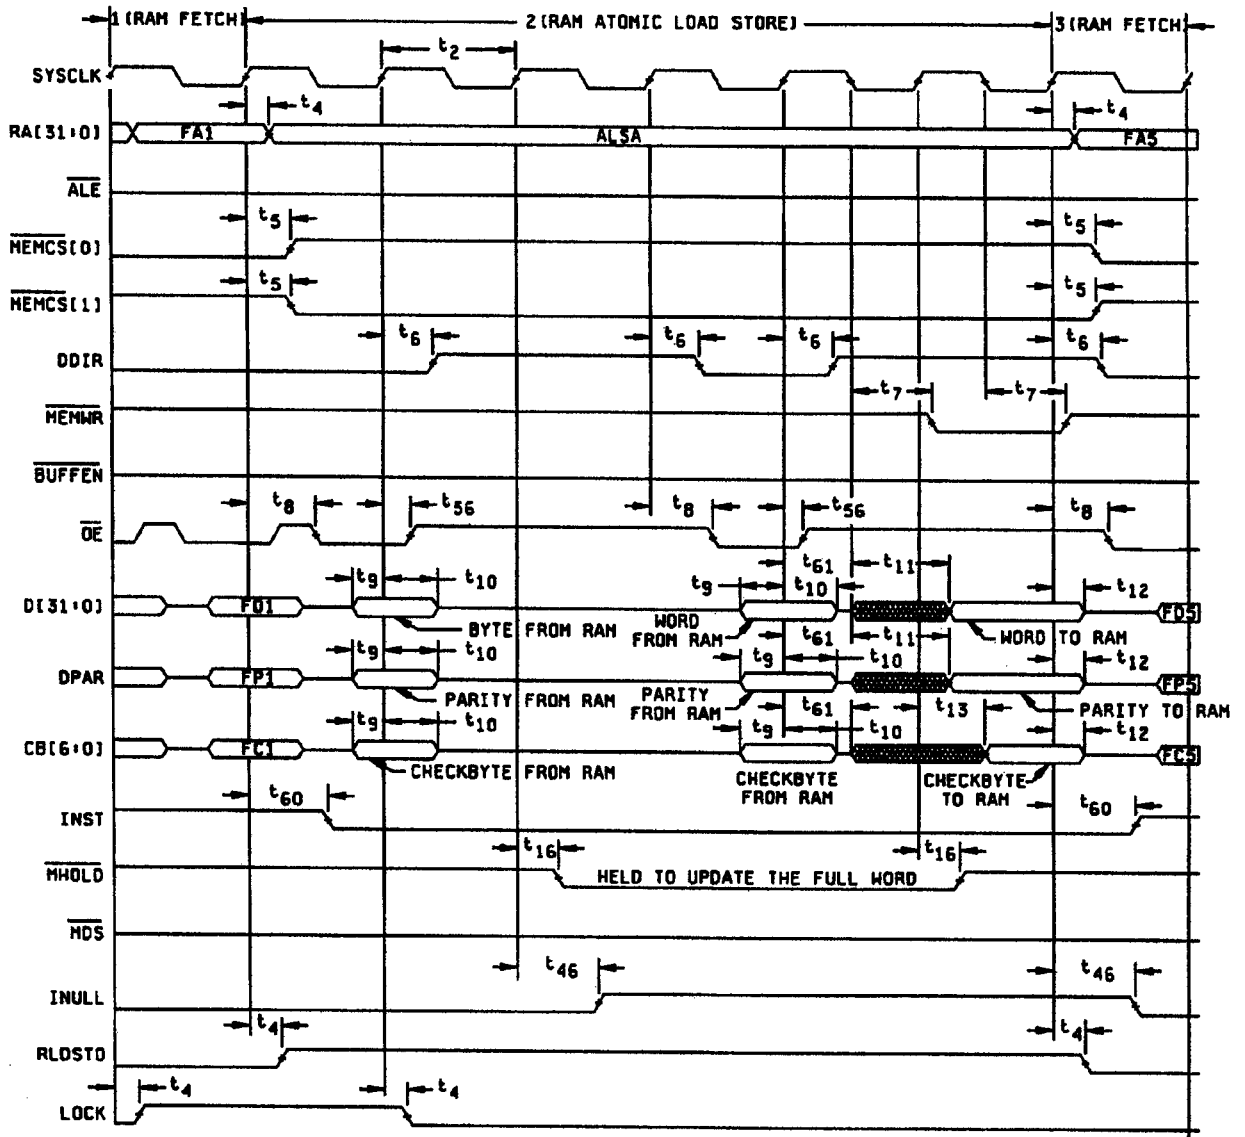 1(RAM FETCH) 2(RAM ATOMIC LOAD STORE) 3(RAM FETCH)
t2
SYSCLK
t4 t4
RA[31:0] FA1 ALSA FA5
ALE
t5 t5
MEMCS[0]
t5 t5
MEMCS[1]
t6 t6 t6 t6
DDIR
t7 t7
MEMWR
BUFFEN
t8 t56 t8 t56 t8
OE
t61 t11
t9 t10 t9 t10 t12
D[31:0] FD1 FD5
BYTE FROM RAM WORD FROM RAM WORD TO RAM
t61 t11
t9 t10 t9 t10 t12
DPAR FP1 FP5
PARITY FROM RAM PARITY FROM RAM PARITY TO RAM
t61 t13
t9 t10 t9 t10 t12
CB[6:0] FC1 FC5
CHECKBYTE FROM RAM CHECKBYTE FROM RAM CHECKBYTE TO RAM
t60 t60
INST
t16 t16
MHOLD HELD TO UPDATE THE FULL WORD
MDS
t46 t46
INULL
t4 t4
RLDSTO
t4 t4
LOCK